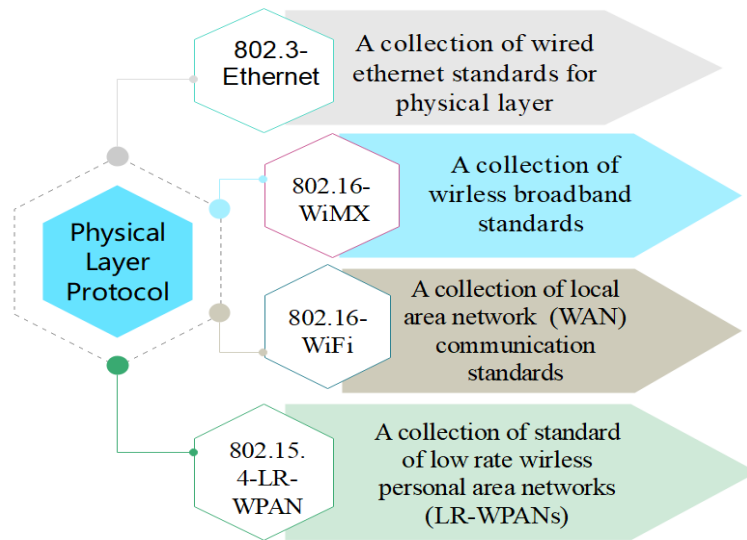 802.3-
Ethernet
A collection of wired
ethernet standards for
physical layer
Physical
Layer
Protocol
802.16-
WiMX
A collection of
wirless broadband
standards
802.16-
WiFi
A collection of local
area network (WAN)
communication
standards
802.15.
4-LR-
WPAN
A collection of standard
of low rate wirless
personal area networks
(LR-WPANs)